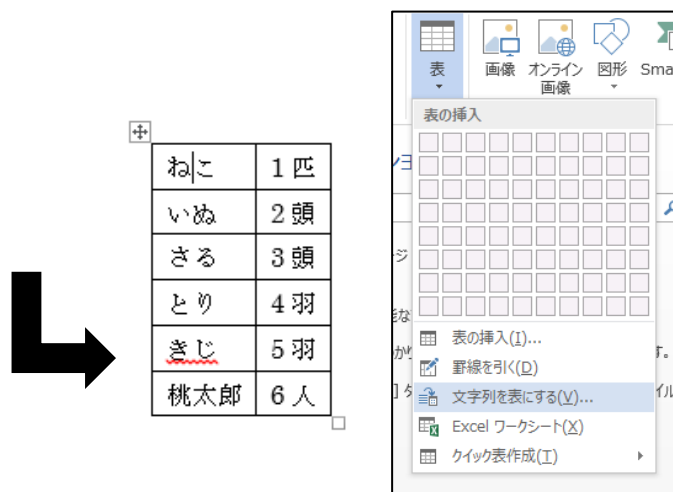 ねこ 1匹
いぬ 2頭
さる 3頭
とり 4羽
きじ 5羽
桃太郎 6人
表 画像 オンライン画像 図形 Sma
表の挿入
表の挿入(I)...
罫線を引く(D)
文字列を表にする(V)...
Excel ワークシート(X)
クイック表作成(T)